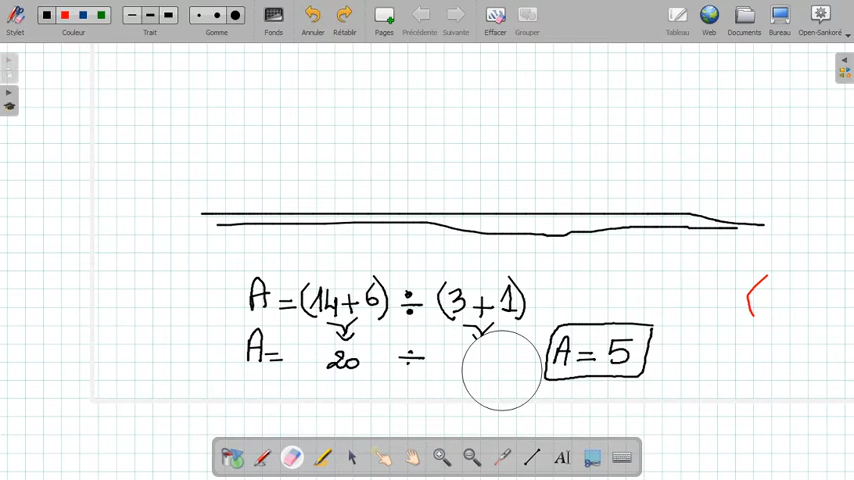 Stylet Couleur Trait Gomme Fonds Annuler Rétablir Pages Précédente Suivante Effacer Grouper Tableau Web Documents Bureau Open-Sankoré
A = (14 + 6) ÷ (3 + 1)
A = 20 ÷
A = 5
(